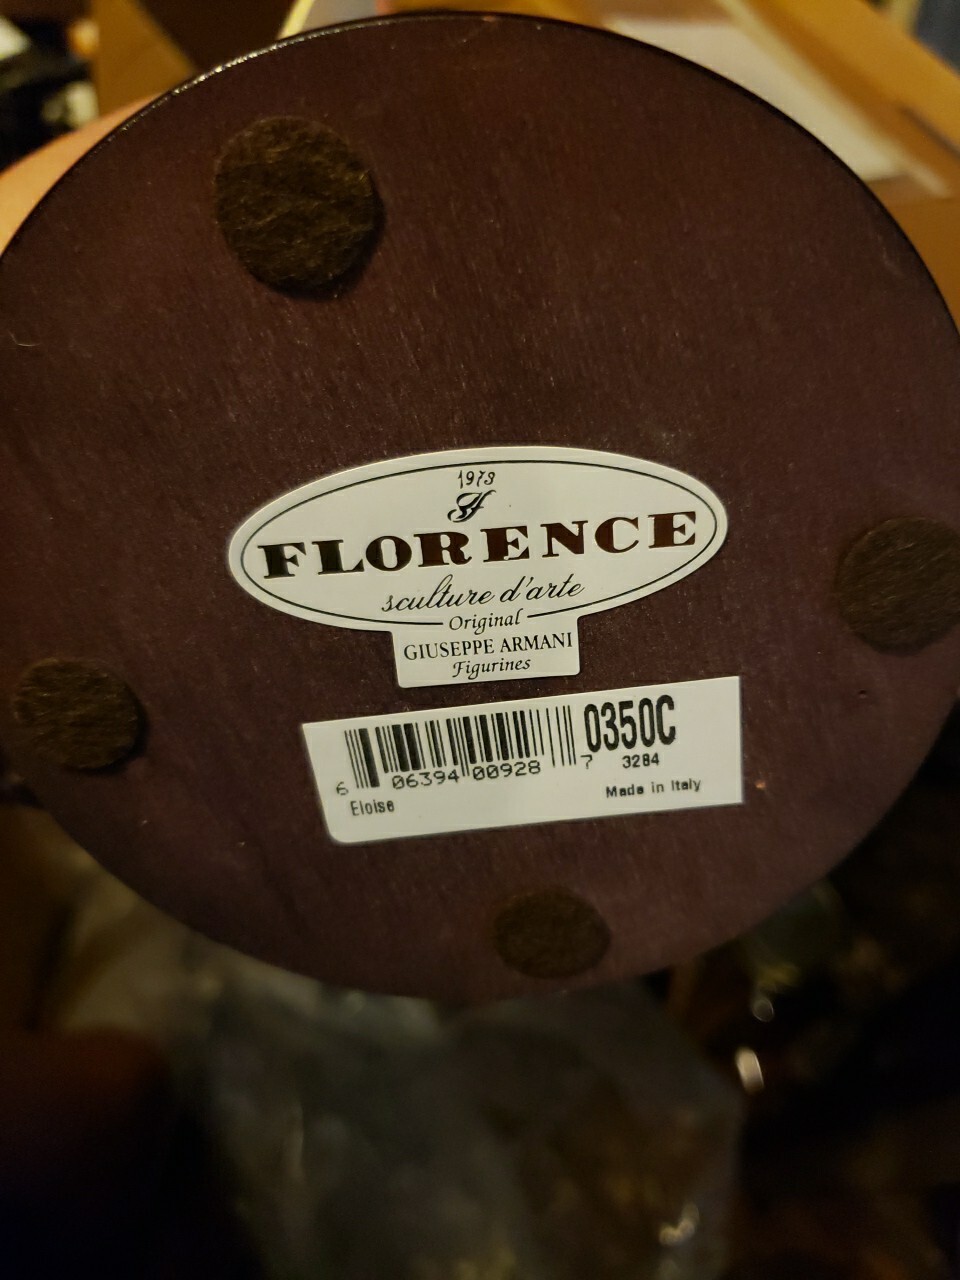 1973
FLORENCE
sculture d'arte
Original
GIUSEPPE ARMANI
Figurines
0350C
6 06394 00928 7
3284
Eloise
Made in Italy